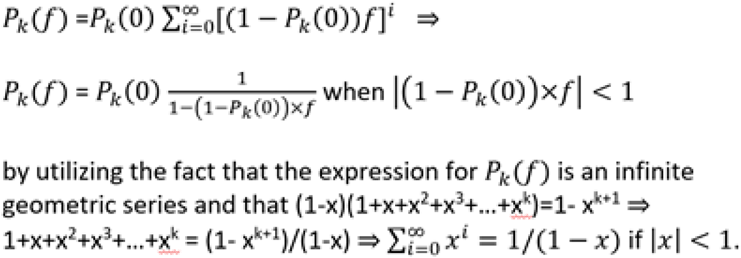 Pₖ(f) =Pₖ(0) ∑ᵢ₌₀^∞[(1 − Pₖ(0))f]ⁱ ⇒
Pₖ(f) = Pₖ(0) 1/(1−(1−Pₖ(0))×f) when |(1 − Pₖ(0))×f| < 1
by utilizing the fact that the expression for Pₖ(f) is an infinite
geometric series and that (1-x)(1+x+x²+x³+...+xᵏ)=1- xᵏ⁺¹ ⇒
1+x+x²+x³+...+xᵏ = (1- xᵏ⁺¹)/(1-x) ⇒ ∑ᵢ₌₀^∞ xⁱ = 1/(1 − x) if |x| < 1.